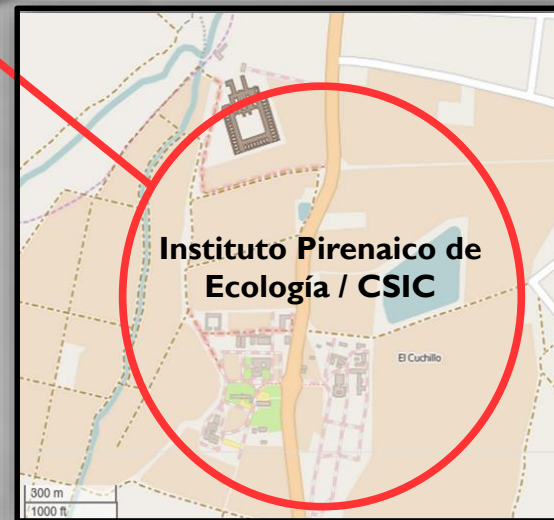 Instituto Pirenaico de
Ecología / CSIC
El Cuchillo
300 m
1000 ft